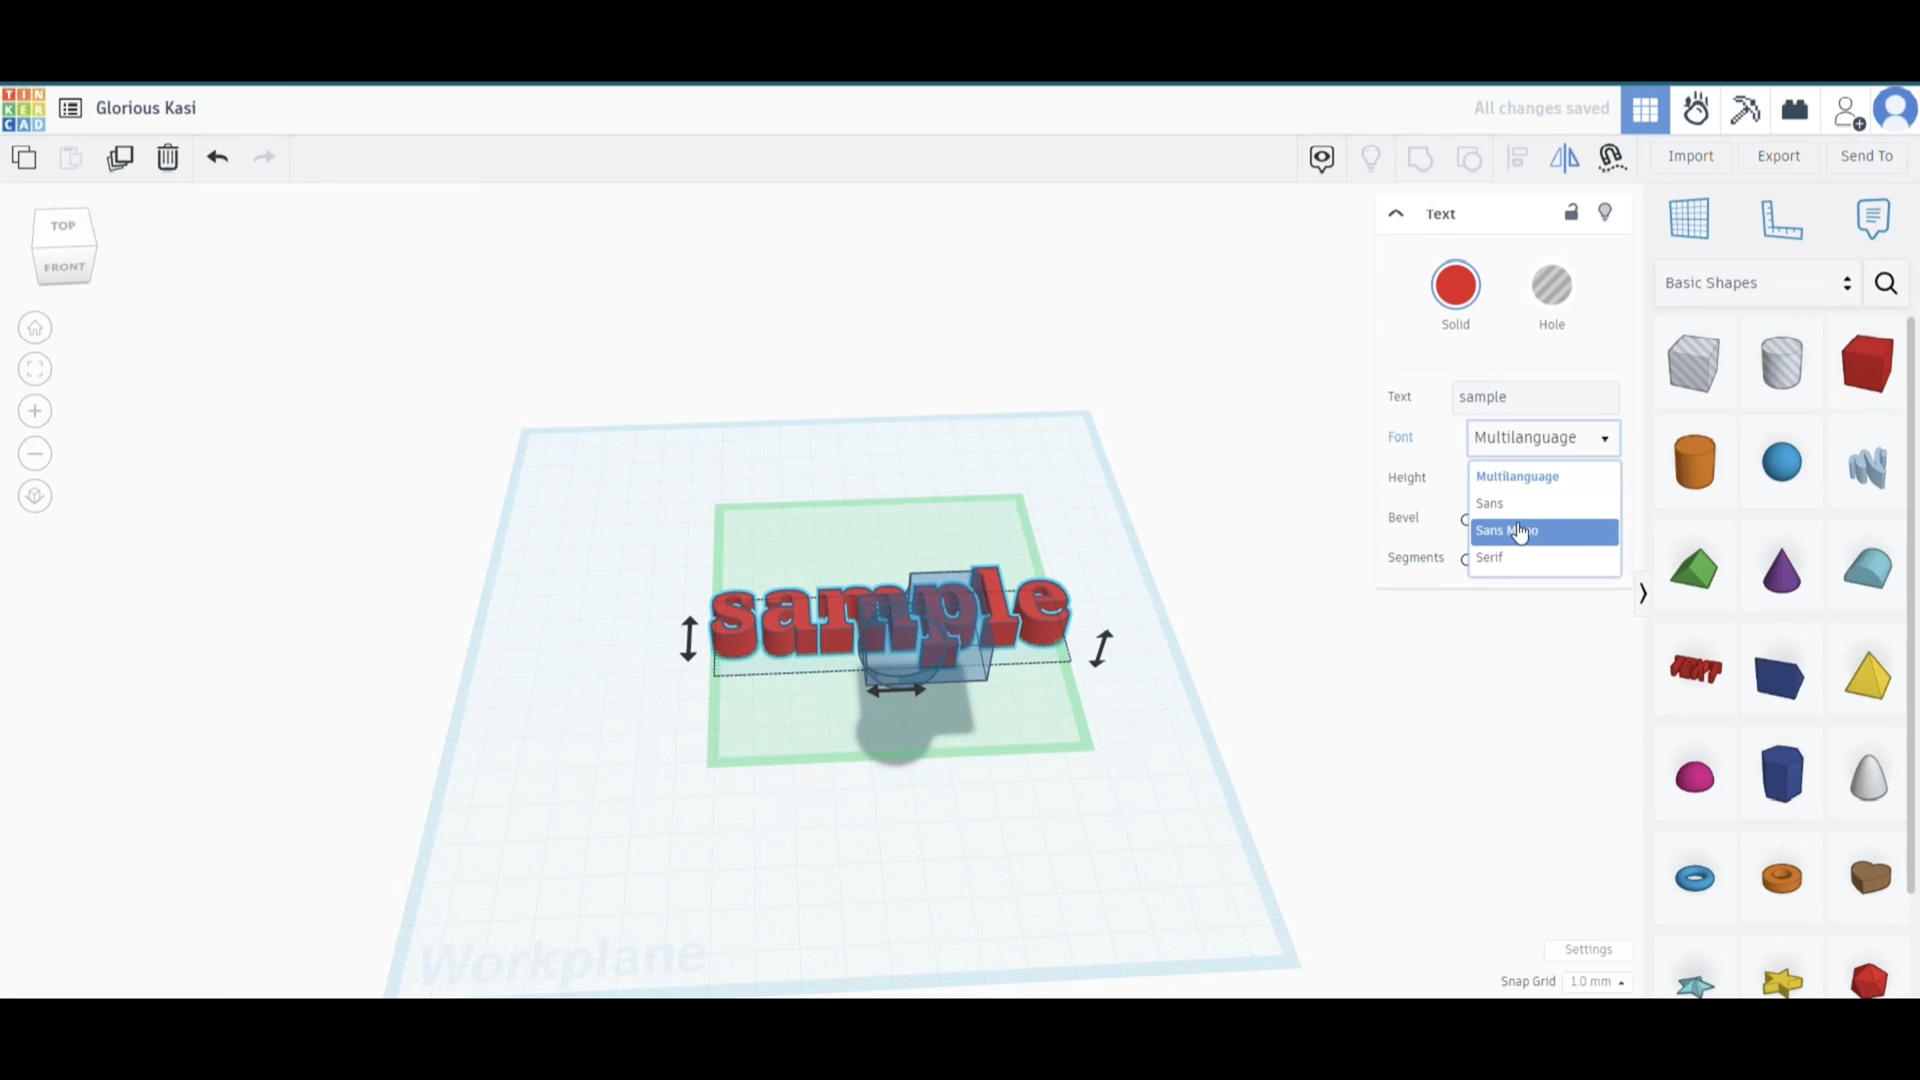 TIN
KER
CAD
Glorious Kasi
All changes saved
Import
Export
Send To
TOP
FRONT
Text
Solid
Hole
Basic Shapes
Text
sample
Font
Multilanguage
Height
Multilanguage
Sans
Bevel
Sans
Segments
Serif
sample
TEXT
Workplane
Settings
Snap Grid
1.0 mm